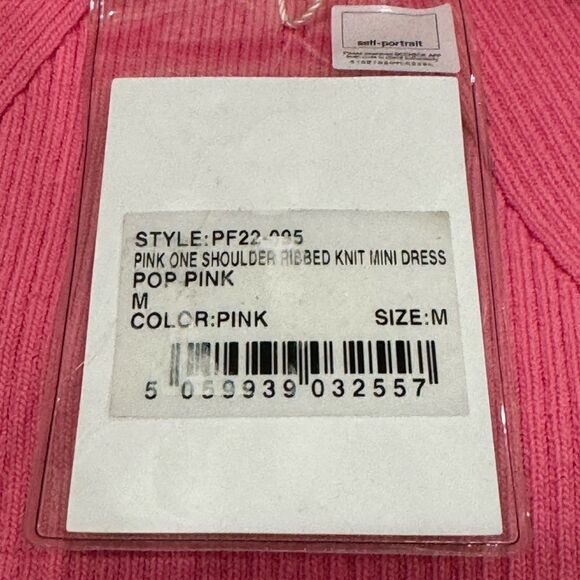 self-portrait
STYLE:PF22-095
PINK ONE SHOULDER RIBBED KNIT MINI DRESS
POP PINK
M
COLOR:PINK SIZE:M
5 059939 032557